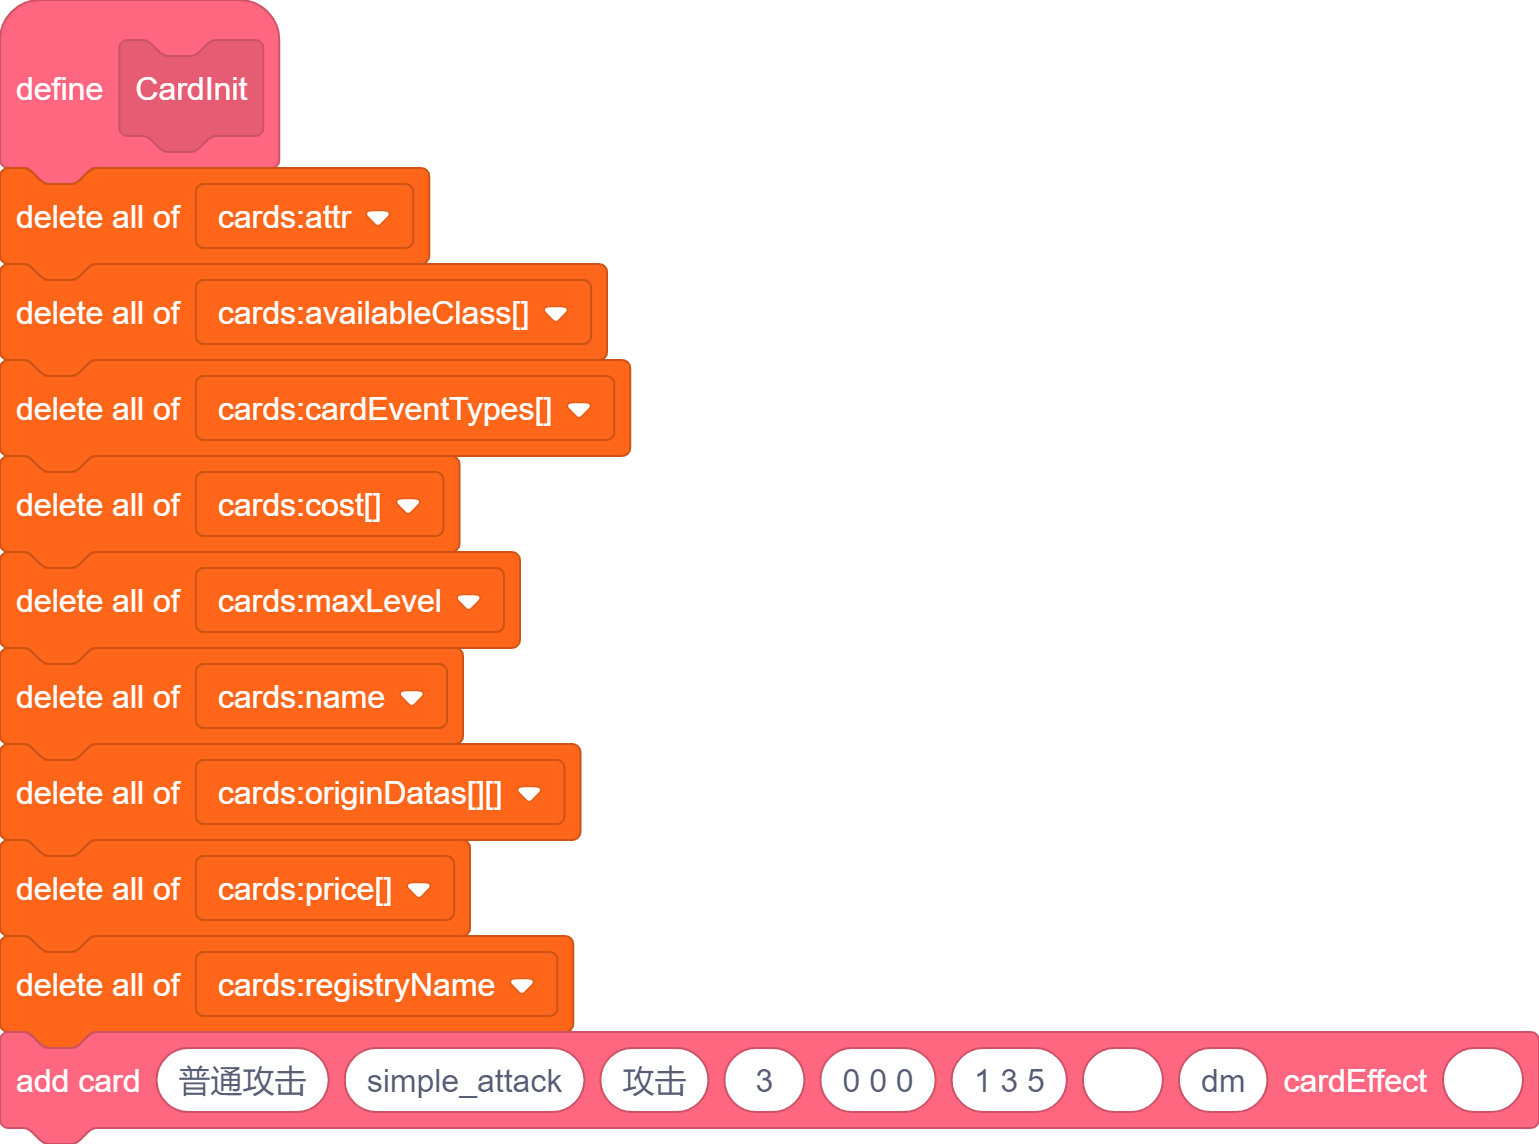 define CardInit
delete all of cards:attr
delete all of cards:availableClass[]
delete all of cards:cardEventTypes[]
delete all of cards:cost[]
delete all of cards:maxLevel
delete all of cards:name
delete all of cards:originDatas[][]
delete all of cards:price[]
delete all of cards:registryName
add card 普通攻击 simple_attack 攻击 3 0 0 0 1 3 5 dm cardEffect